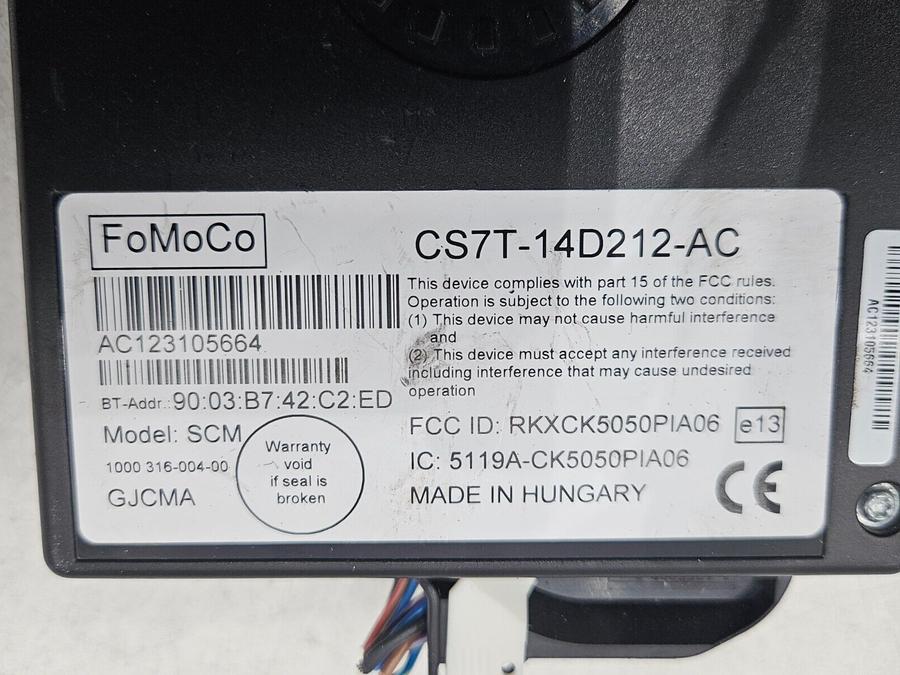 FoMoCo
AC123105664
BT-Addr.:90:03:B7:42:C2:ED
Model: SCM
1000 316-004-00
GJCMA
Warranty
void
if seal is
broken
CS7T-14D212-AC
This device complies with part 15 of the FCC rules.
Operation is subject to the following two conditions:
(1) This device may not cause harmful interference
and
(2) This device must accept any interference received
including interference that may cause undesired
operation
FCC ID: RKXCK5050PIA06 e13
IC: 5119A-CK5050PIA06
MADE IN HUNGARY CE
AC123105664